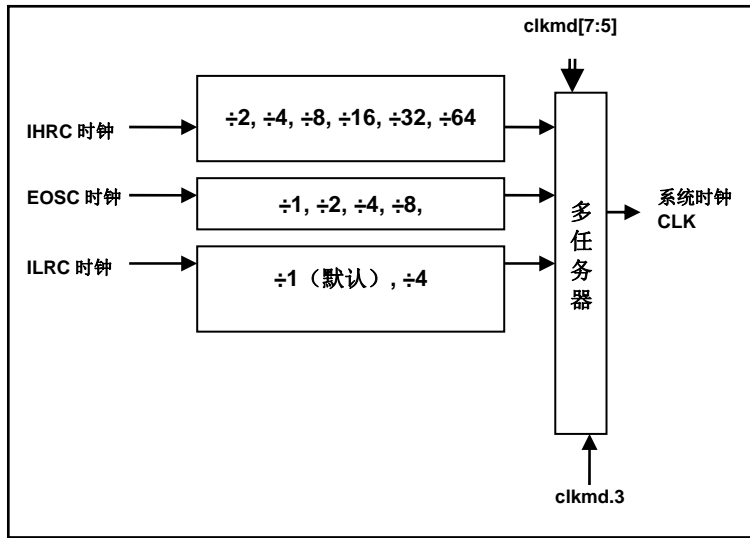 clkmd[7:5]
IHRC 时钟
÷2, ÷4, ÷8, ÷16, ÷32, ÷64
EOSC 时钟
÷1, ÷2, ÷4, ÷8,
ILRC 时钟
÷1（默认）, ÷4
多任务器
系统时钟
CLK
clkmd.3